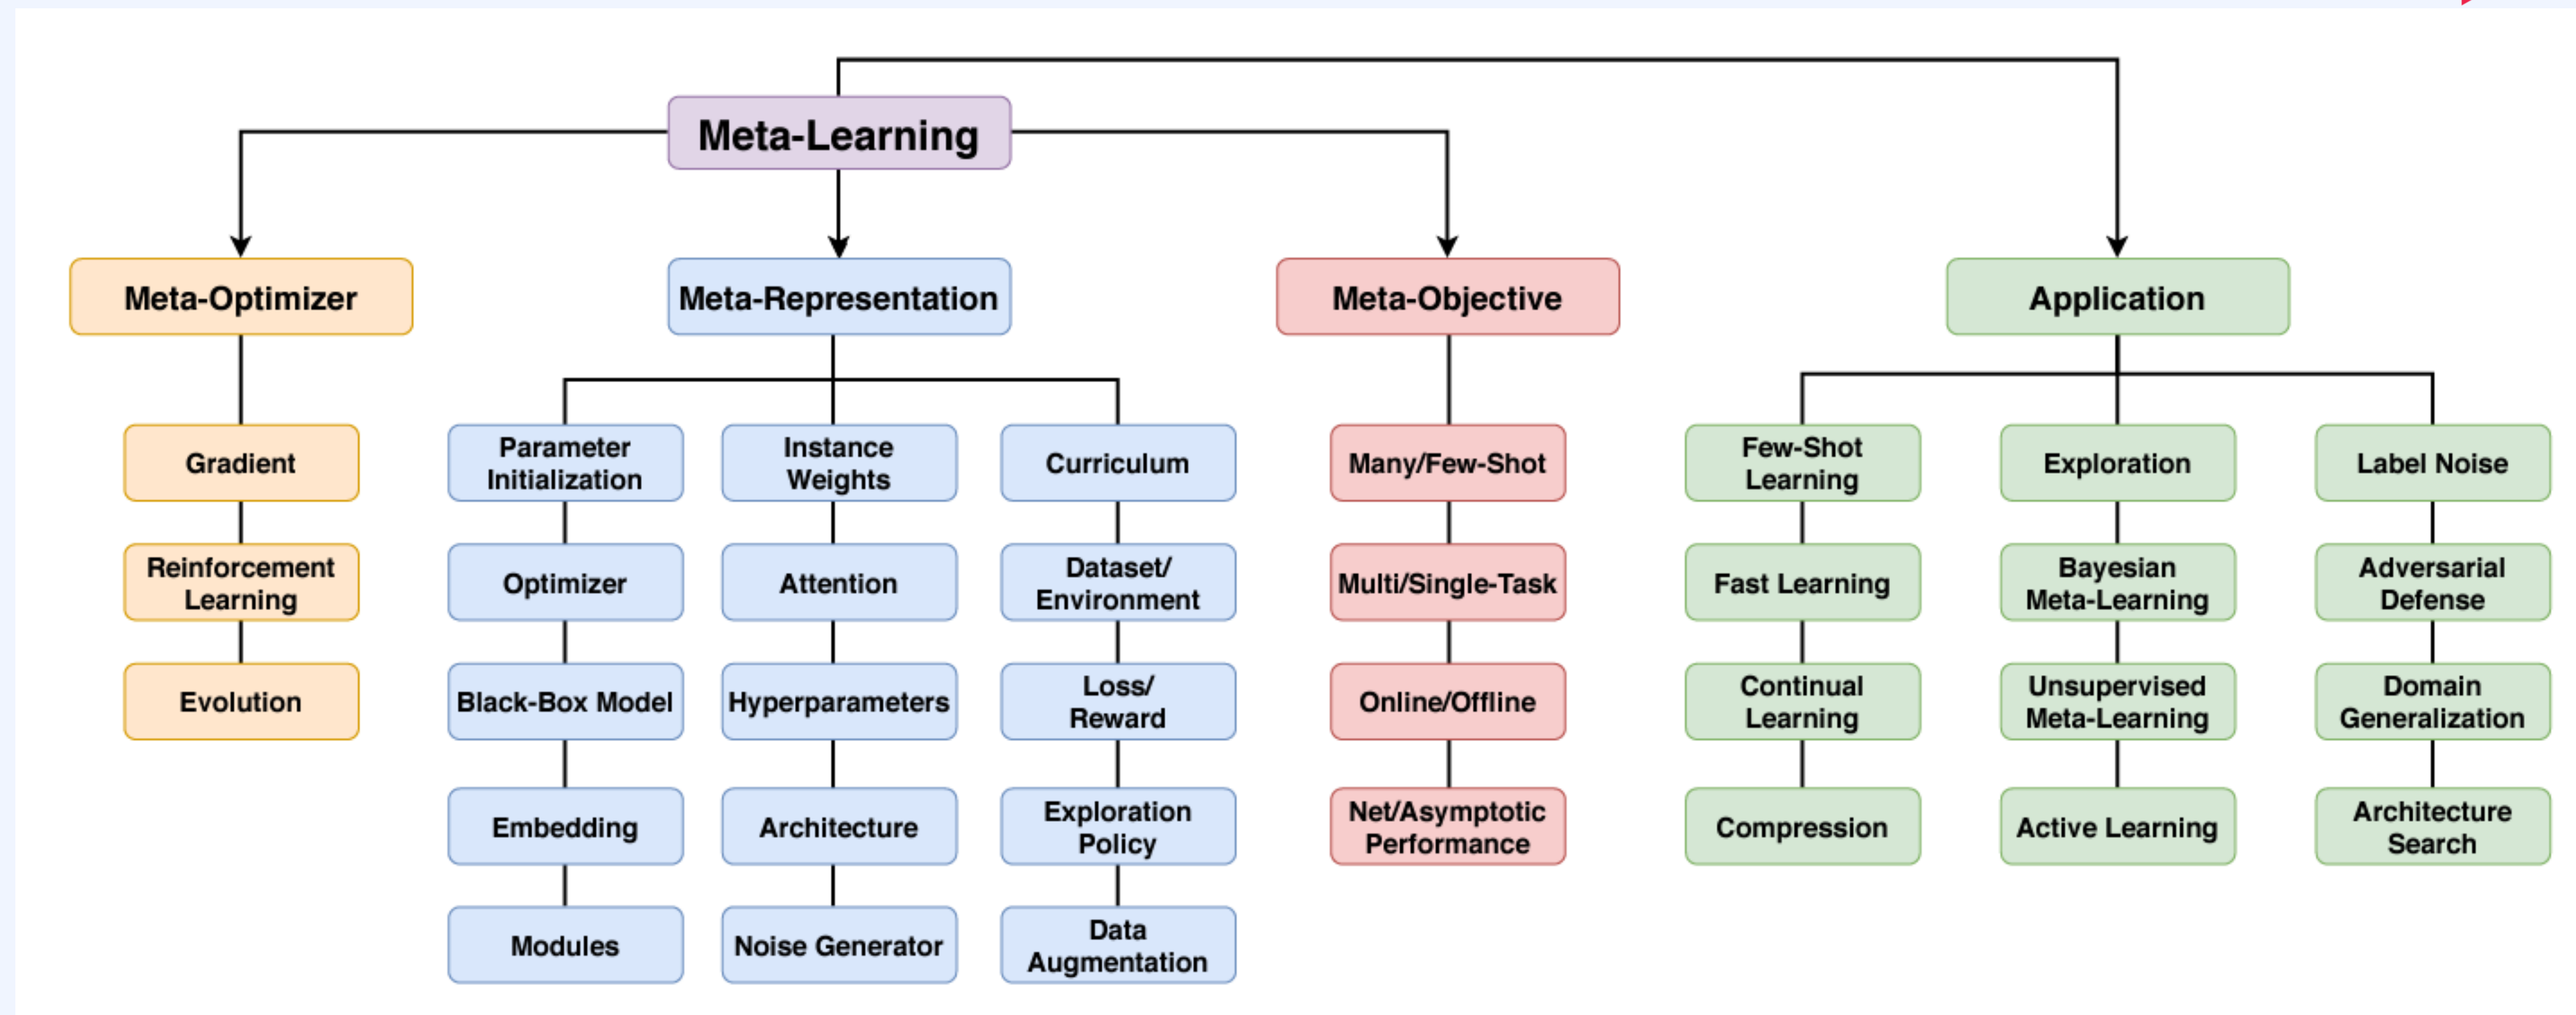 Meta-Learning
Meta-Optimizer
Meta-Representation
Meta-Objective
Application
Gradient
Reinforcement
Learning
Evolution
Parameter
Initialization
Optimizer
Black-Box Model
Embedding
Modules
Instance
Weights
Attention
Hyperparameters
Architecture
Noise Generator
Curriculum
Dataset/
Environment
Loss/
Reward
Exploration
Policy
Data
Augmentation
Many/Few-Shot
Multi/Single-Task
Online/Offline
Net/Asymptotic
Performance
Few-Shot
Learning
Fast Learning
Continual
Learning
Compression
Exploration
Bayesian
Meta-Learning
Unsupervised
Meta-Learning
Active Learning
Label Noise
Adversarial
Defense
Domain
Generalization
Architecture
Search